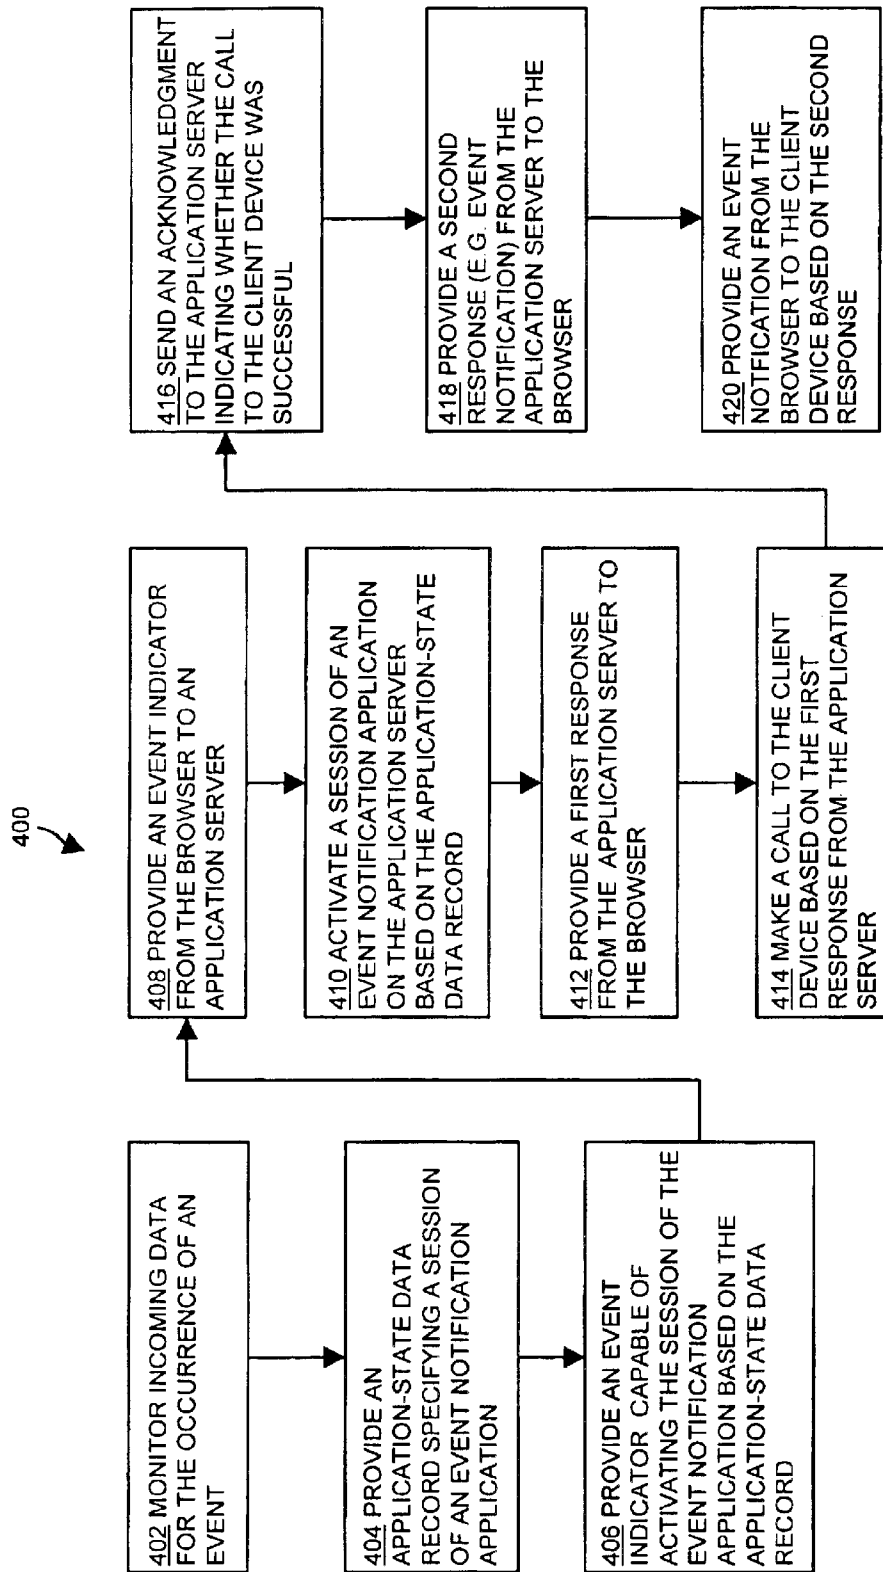 400
402 MONITOR INCOMING DATA
FOR THE OCCURRENCE OF AN
EVENT
404 PROVIDE AN
APPLICATION-STATE DATA
RECORD SPECIFYING A SESSION
OF AN EVENT NOTIFICATION
APPLICATION
406 PROVIDE AN EVENT
INDICATOR CAPABLE OF
ACTIVATING THE SESSION OF THE
EVENT NOTIFICATION
APPLICATION BASED ON THE
APPLICATION-STATE DATA
RECORD
408 PROVIDE AN EVENT INDICATOR
FROM THE BROWSER TO AN
APPLICATION SERVER
410 ACTIVATE A SESSION OF AN
EVENT NOTIFICATION APPLICATION
ON THE APPLICATION SERVER
BASED ON THE APPLICATION-STATE
DATA RECORD
412 PROVIDE A FIRST RESPONSE
FROM THE APPLICATION SERVER TO
THE BROWSER
414 MAKE A CALL TO THE CLIENT
DEVICE BASED ON THE FIRST
RESPONSE FROM THE APPLICATION
SERVER
416 SEND AN ACKNOWLEDGMENT
TO THE APPLICATION SERVER
INDICATING WHETHER THE CALL
TO THE CLIENT DEVICE WAS
SUCCESSFUL
418 PROVIDE A SECOND
RESPONSE (E.G. EVENT
NOTIFICATION) FROM THE
APPLICATION SERVER TO THE
BROWSER
420 PROVIDE AN EVENT
NOTFICATION FROM THE
BROWSER TO THE CLIENT
DEVICE BASED ON THE SECOND
RESPONSE